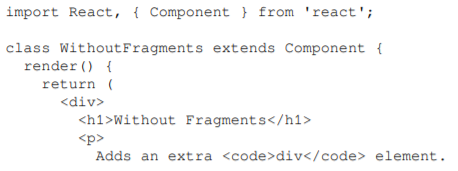 import React, { Component } from 'react';
class WithoutFragments extends Component {
render() {
return (
<div>
<h1>Without Fragments</h1>
<p>
Adds an extra <code>div</code> element.